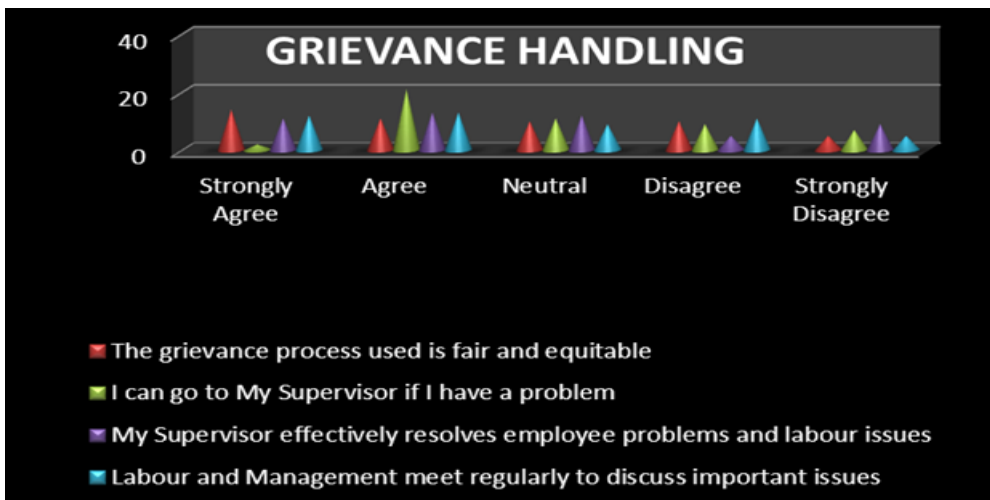 GRIEVANCE HANDLING
40
20
0
Strongly Agree
Agree
Neutral
Disagree
Strongly Disagree
The grievance process used is fair and equitable
I can go to My Supervisor if I have a problem
My Supervisor effectively resolves employee problems and labour issues
Labour and Management meet regularly to discuss important issues